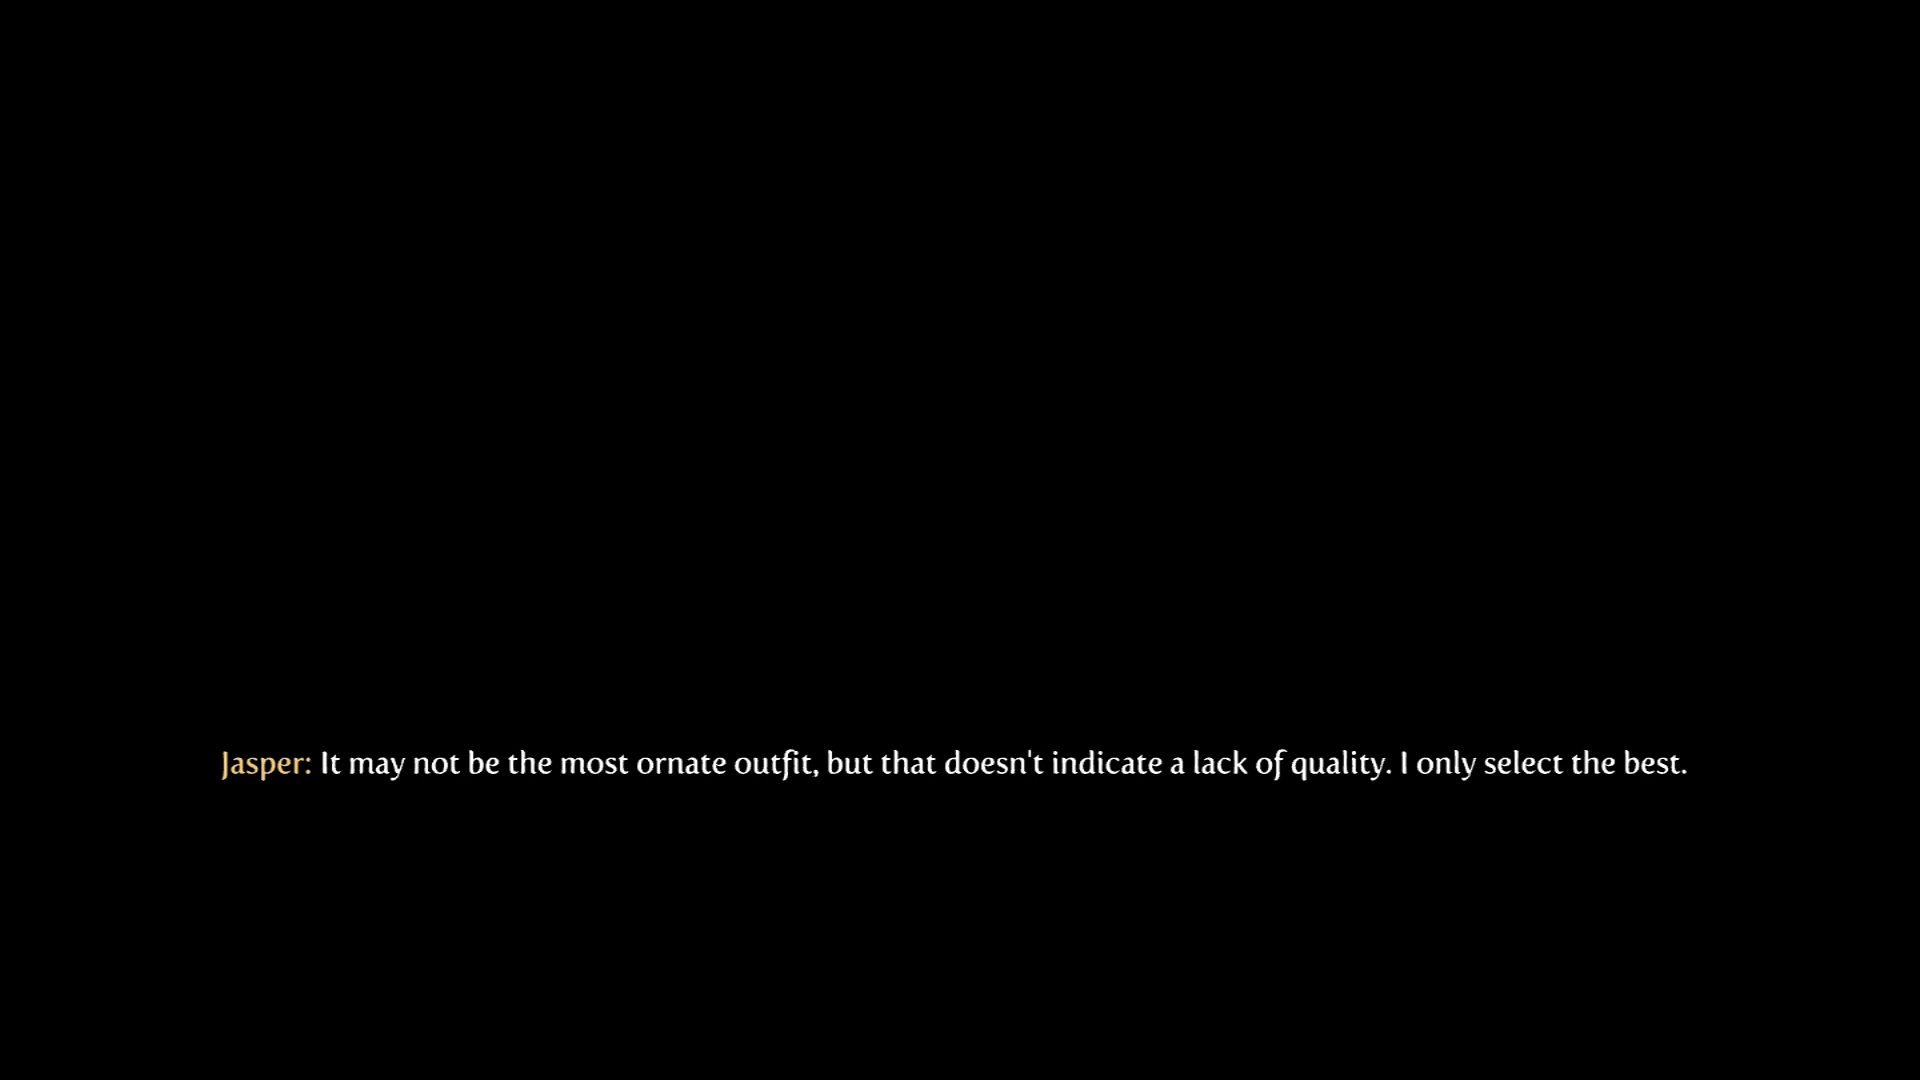 Jasper: It may not be the most ornate outfit, but that doesn't indicate a lack of quality. I only select the best.